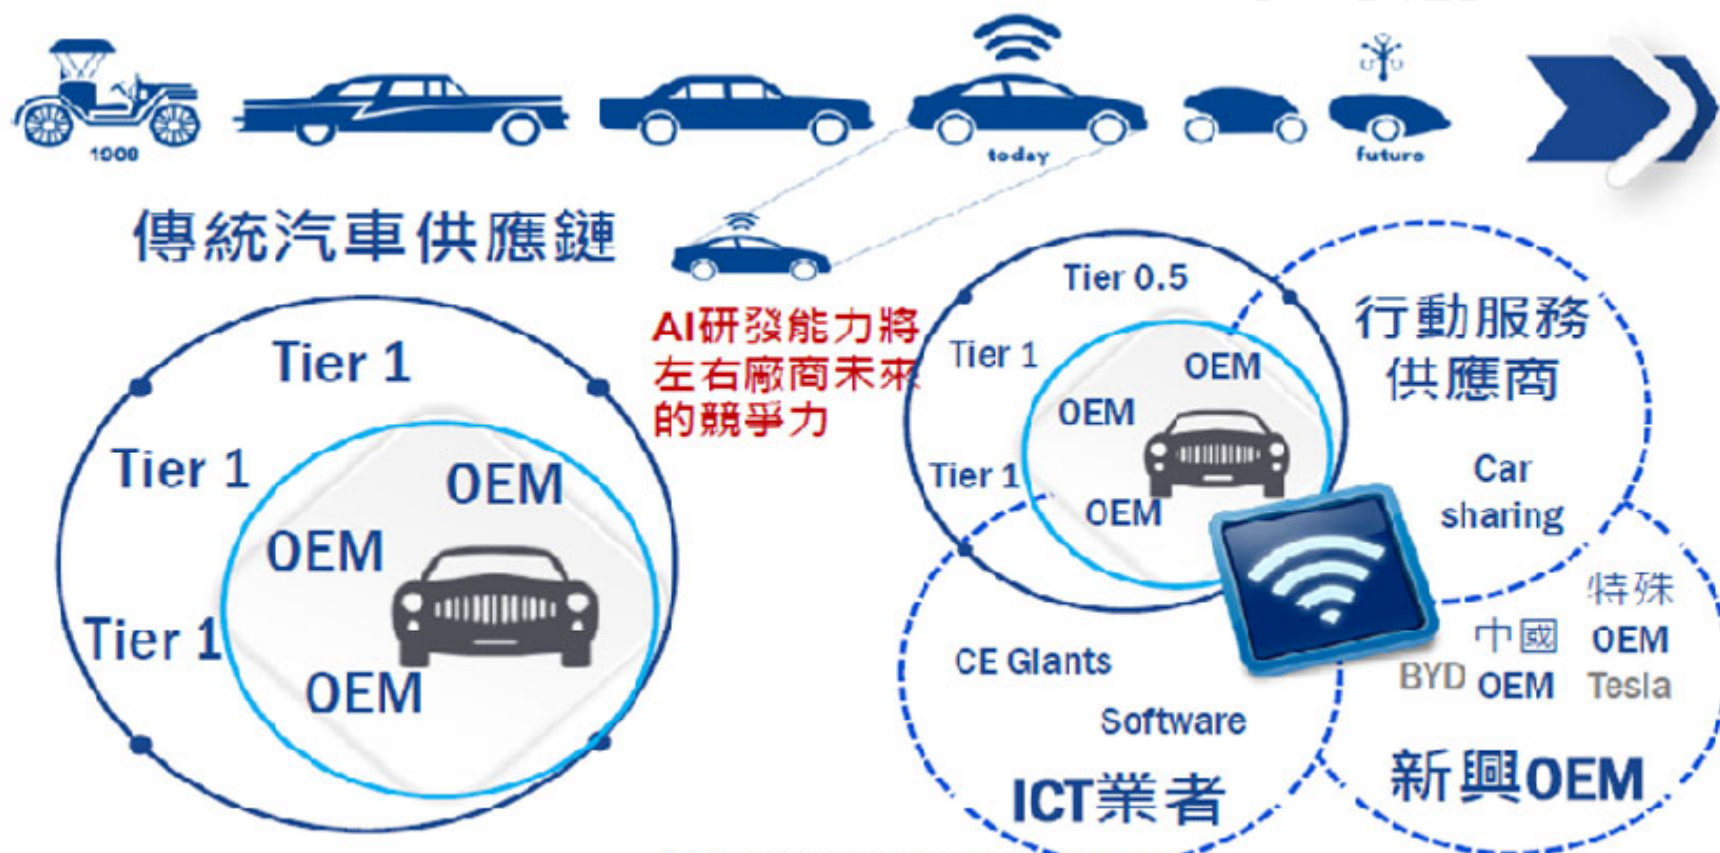 1900
today
future
傳統汽車供應鏈
Tier 1
Tier 1
Tier 1
OEM
OEM
OEM
AI研發能力將
左右廠商未來
的競爭力
Tier 0.5
Tier 1
Tier 1
OEM
OEM
OEM
行動服務
供應商
Car
sharing
CE Giants
Software
ICT業者
特殊
OEM
Tesla
中國
OEM
BYD
新興OEM